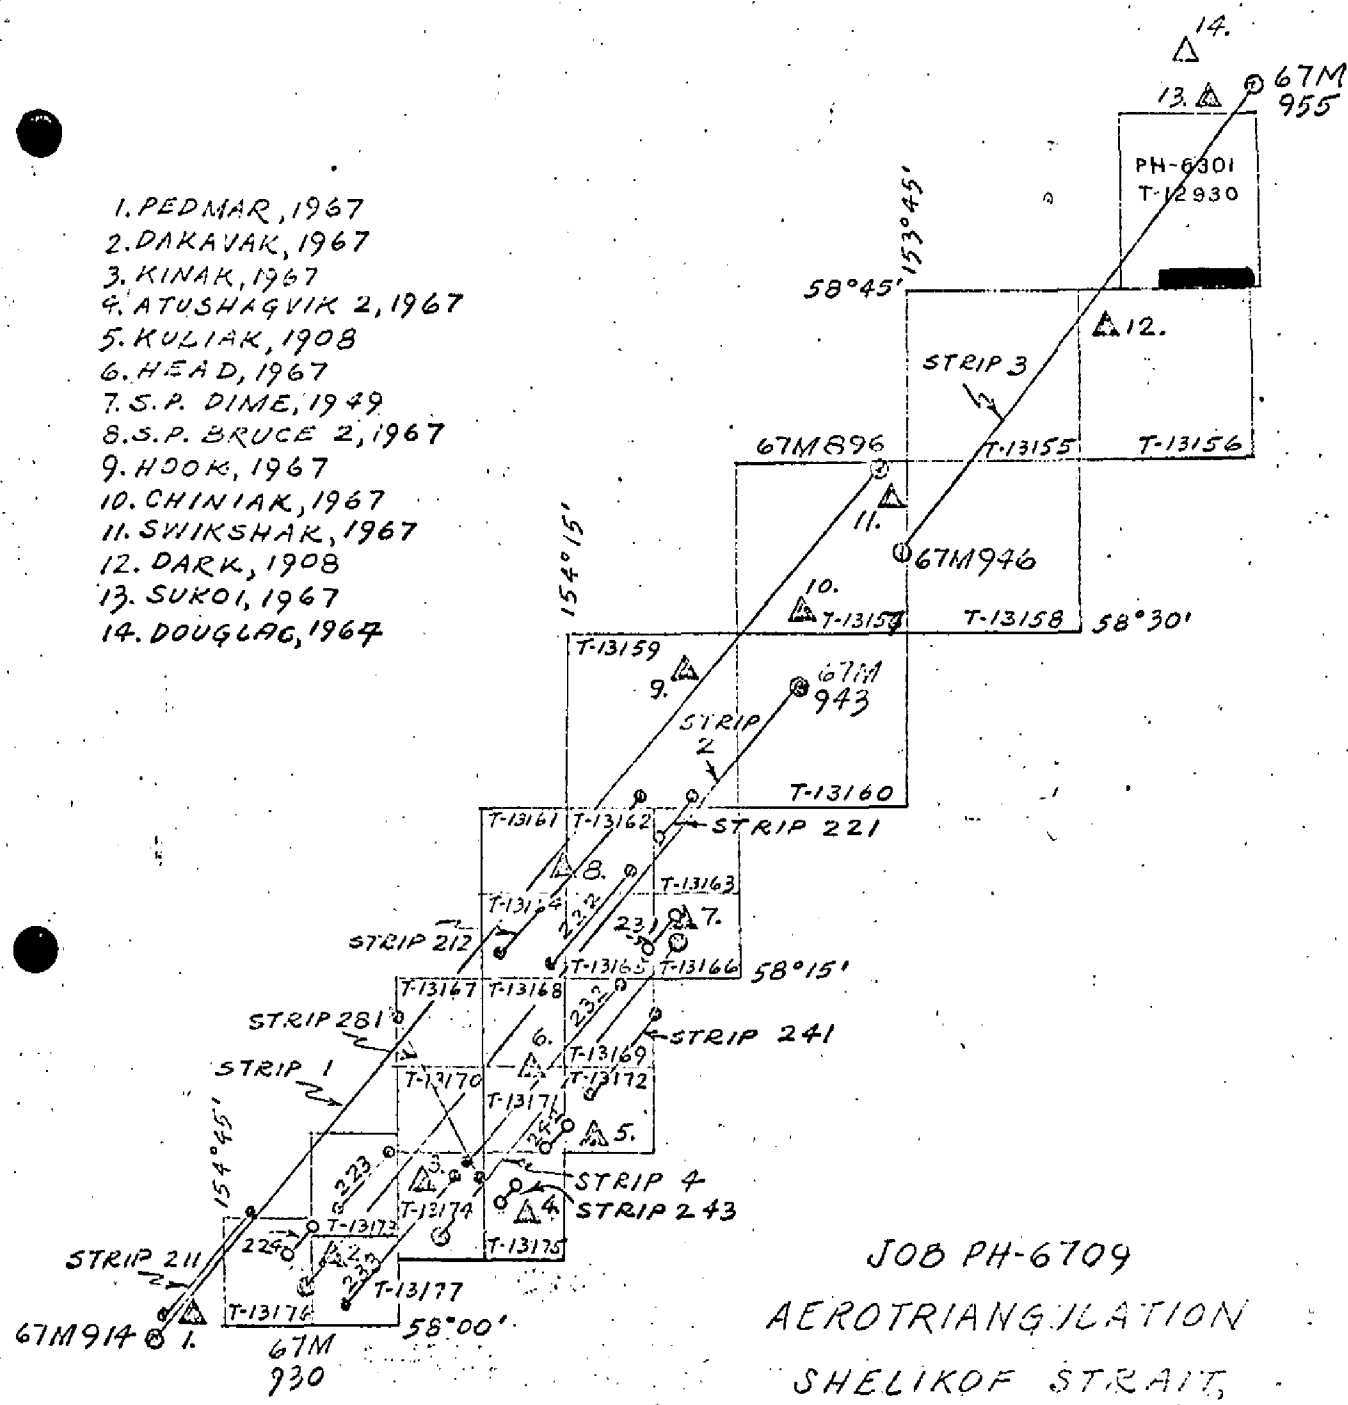 14.
67M
955
13.
PH-6301
T-12930
153°45'
58°45'
12.
STRIP 3
1. PEDMAR, 1967
2. DAKAVAK, 1967
3. KINAK, 1967
4. ATUSHAGVIK 2, 1967
5. KULIAK, 1908
6. HEAD, 1967
7. S.P. DIME, 1949
8. S.P. BRUCE 2, 1967
9. HOOK, 1967
10. CHINIAK, 1967
11. SWIKSHAK, 1967
12. DARK, 1908
13. SUKOI, 1967
14. DOUGLAC, 1964
67M896
T-13155
T-13156
11.
67M946
154°15'
10.
T-13157
T-13158
58°30'
T-13159
9.
67M
943
STRIP
2
T-13160
T-13161
T-13162
STRIP 221
8.
T-13163
T-13164
222
231
7.
STRIP 212
T-13165
T-13166
58°15'
T-13167
T-13168
232
STRIP 281
6.
STRIP 241
T-13169
STRIP 1
T-13170
T-13172
T-13171
5.
154°45'
223
3.
STRIP 4
T-13173
T-13174
4.
STRIP 243
224
2.
T-13175
STRIP 211
233
T-13176
T-13177
67M914
1.
58°00'
67M
930
JOB PH-6709
AEROTRIANGULATION
SHELIKOF STRAIT,